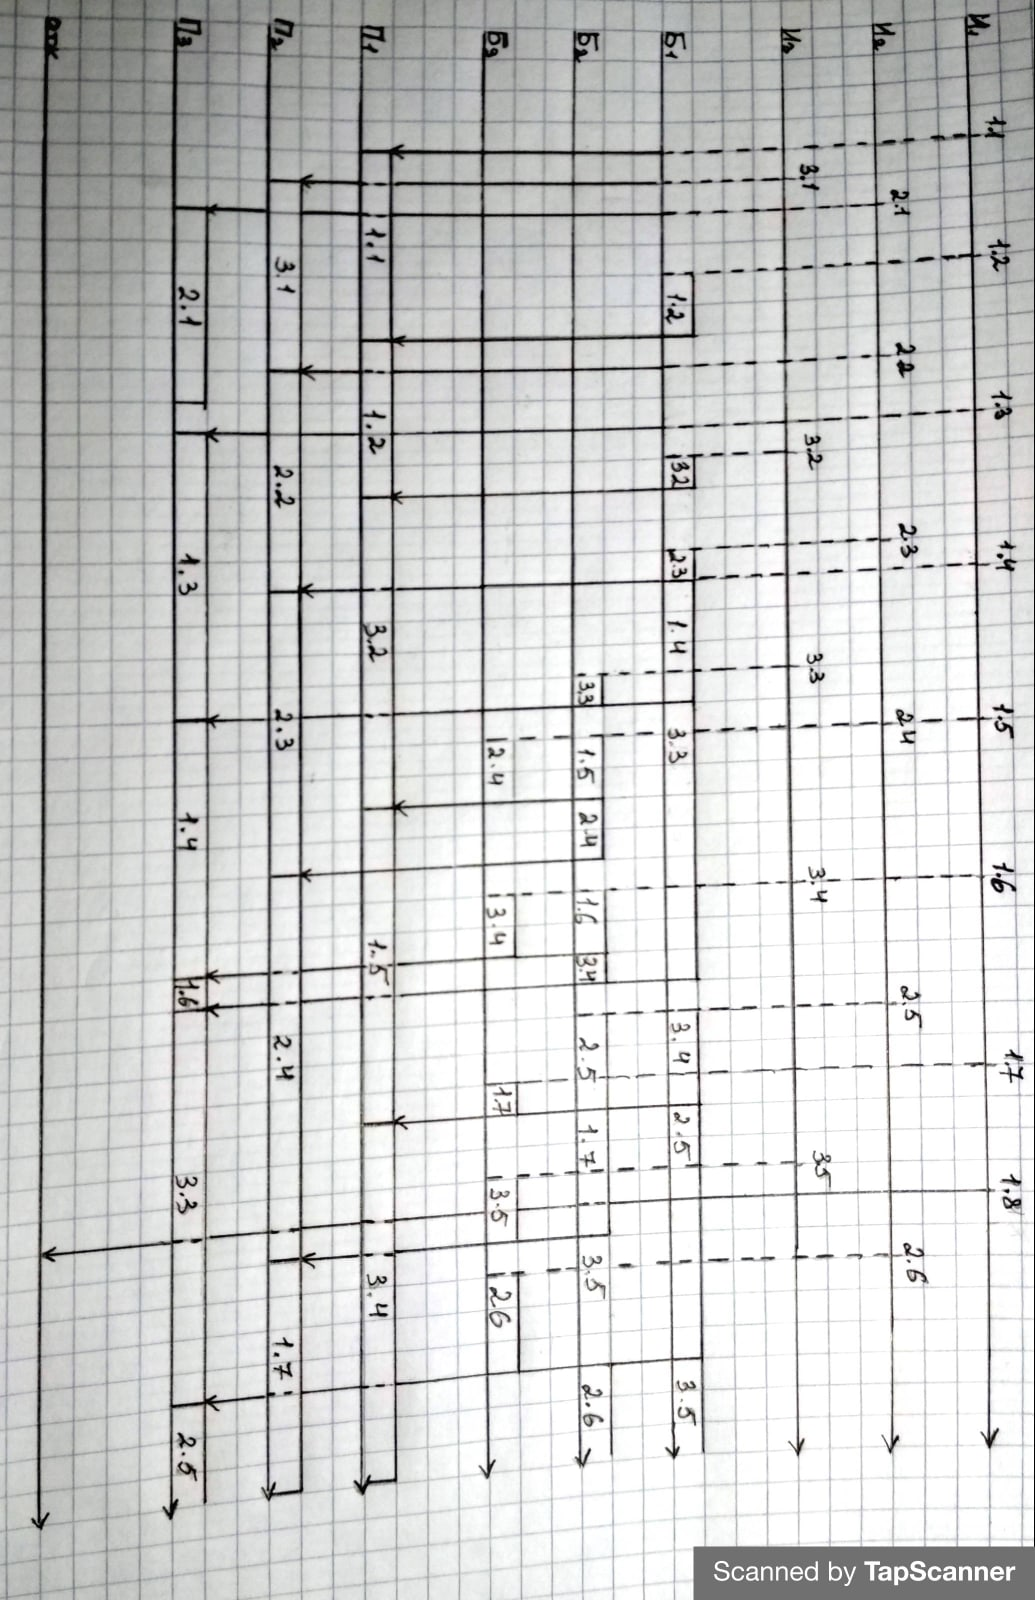 И₁ 1.1 1.2 1.3 1.4 1.5 1.6 1.7 1.8
И₂ 2.1 2.2 2.3 2.4 2.5 2.6
И₃ 3.1 3.2 3.3 3.4 3.5
Б₁ 1.2 3.2 2.3 1.4 3.3 3.4 2.5 3.5
Б₂ 3.3 1.5 2.4 1.6 3.4 2.5 1.7 3.5 2.6
Б₃ 2.4 3.4 1.7 3.5 2.6
П₁ 1.1 1.2 3.2 1.5 3.4
П₂ 3.1 2.2 2.3 2.4 1.7
П₃ 2.1 1.3 1.4 1.6 3.3 2.5
отк
Scanned by TapScanner